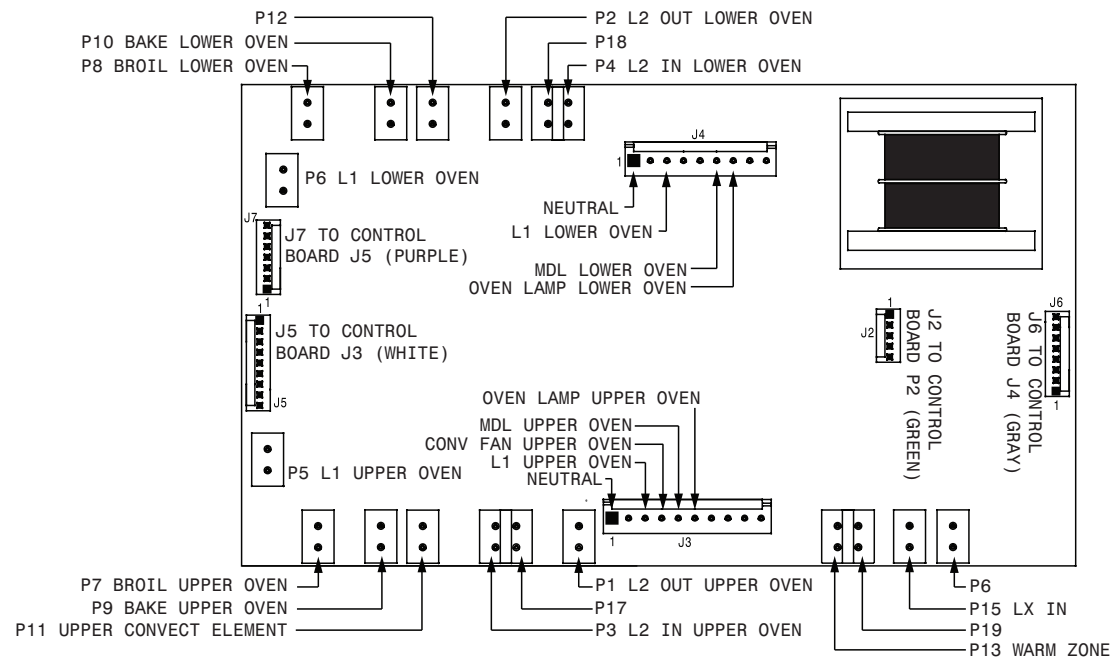 P12
P2 L2 OUT LOWER OVEN
P10 BAKE LOWER OVEN
P18
P8 BROIL LOWER OVEN
P4 L2 IN LOWER OVEN
J4
1
P6 L1 LOWER OVEN
NEUTRAL
L1 LOWER OVEN
MDL LOWER OVEN
OVEN LAMP LOWER OVEN
J7
J7 TO CONTROL
BOARD J5 (PURPLE)
1
1
J5 TO CONTROL
BOARD J3 (WHITE)
J5
1
J2
J2 TO CONTROL
BOARD P2 (GREEN)
J6
J6 TO CONTROL
BOARD J4 (GRAY)
1
OVEN LAMP UPPER OVEN
MDL UPPER OVEN
CONV FAN UPPER OVEN
L1 UPPER OVEN
NEUTRAL
P5 L1 UPPER OVEN
1
J3
P7 BROIL UPPER OVEN
P1 L2 OUT UPPER OVEN
P6
P9 BAKE UPPER OVEN
P17
P15 LX IN
P11 UPPER CONVECT ELEMENT
P3 L2 IN UPPER OVEN
P19
P13 WARM ZONE